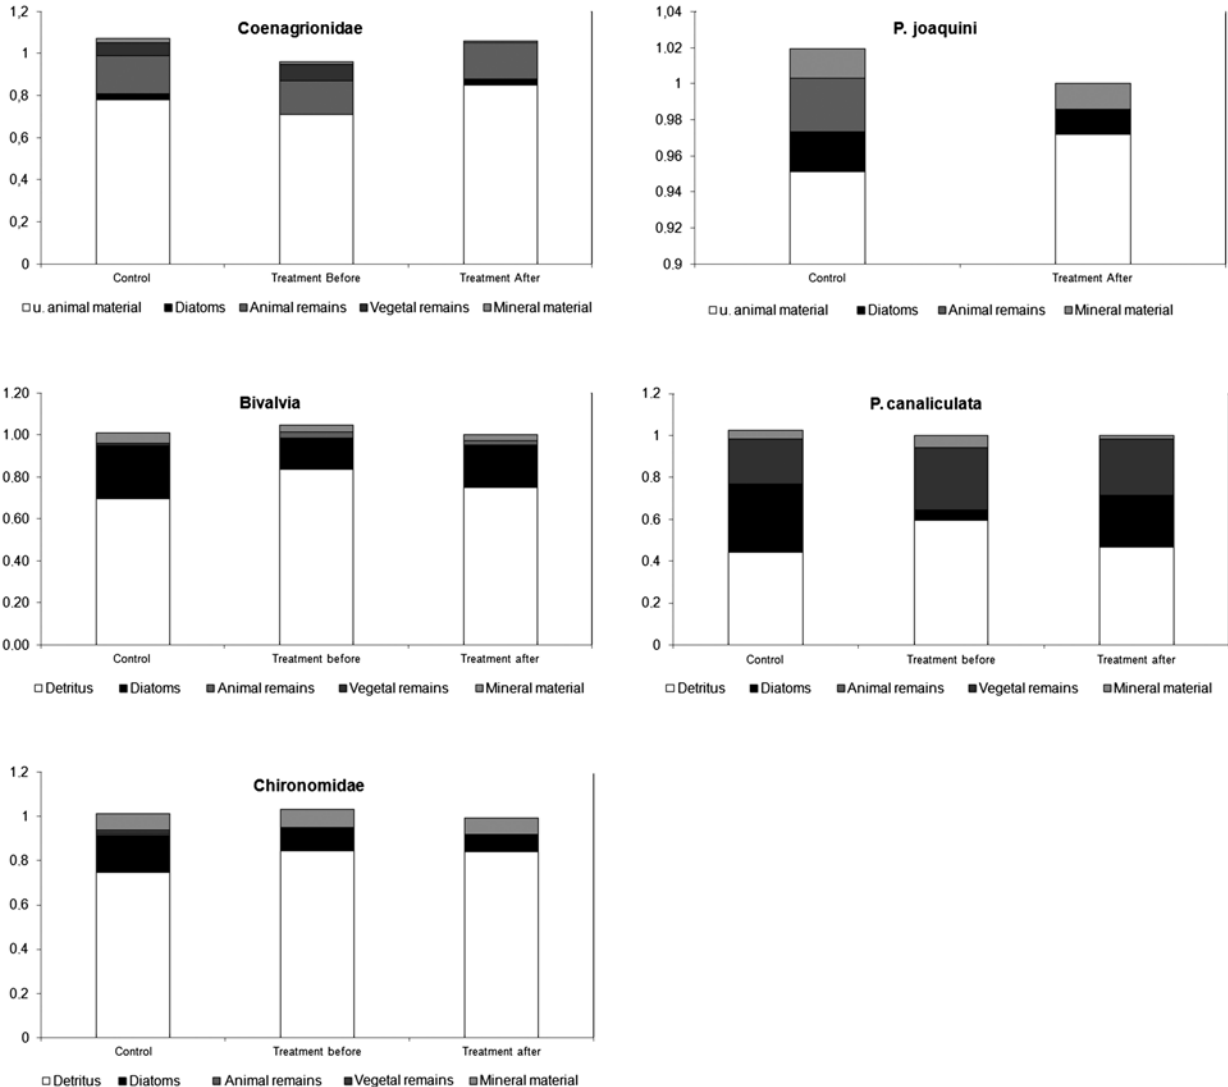 Coenagrionidae
1,2
1
0,8
0,6
0,4
0,2
0
Control Treatment Before Treatment After
u. animal material Diatoms Animal remains Vegetal remains Mineral material
P. joaquini
1,04
1.02
1
0.98
0.96
0.94
0.92
0.9
Control Treatment After
u. animal material Diatoms Animal remains Mineral material
Bivalvia
1.20
1.00
0.80
0.60
0.40
0.20
0.00
Control Treatment before Treatment after
Detritus Diatoms Animal remains Vegetal remains Mineral material
P. canaliculata
1.2
1
0.8
0.6
0.4
0.2
0
Control Treatment before Treatment after
Detritus Diatoms Animal remains Vegetal remains Mineral material
Chironomidae
1.2
1
0.8
0.6
0.4
0.2
0
Control Treatment before Treatment after
Detritus Diatoms Animal remains Vegetal remains Mineral material